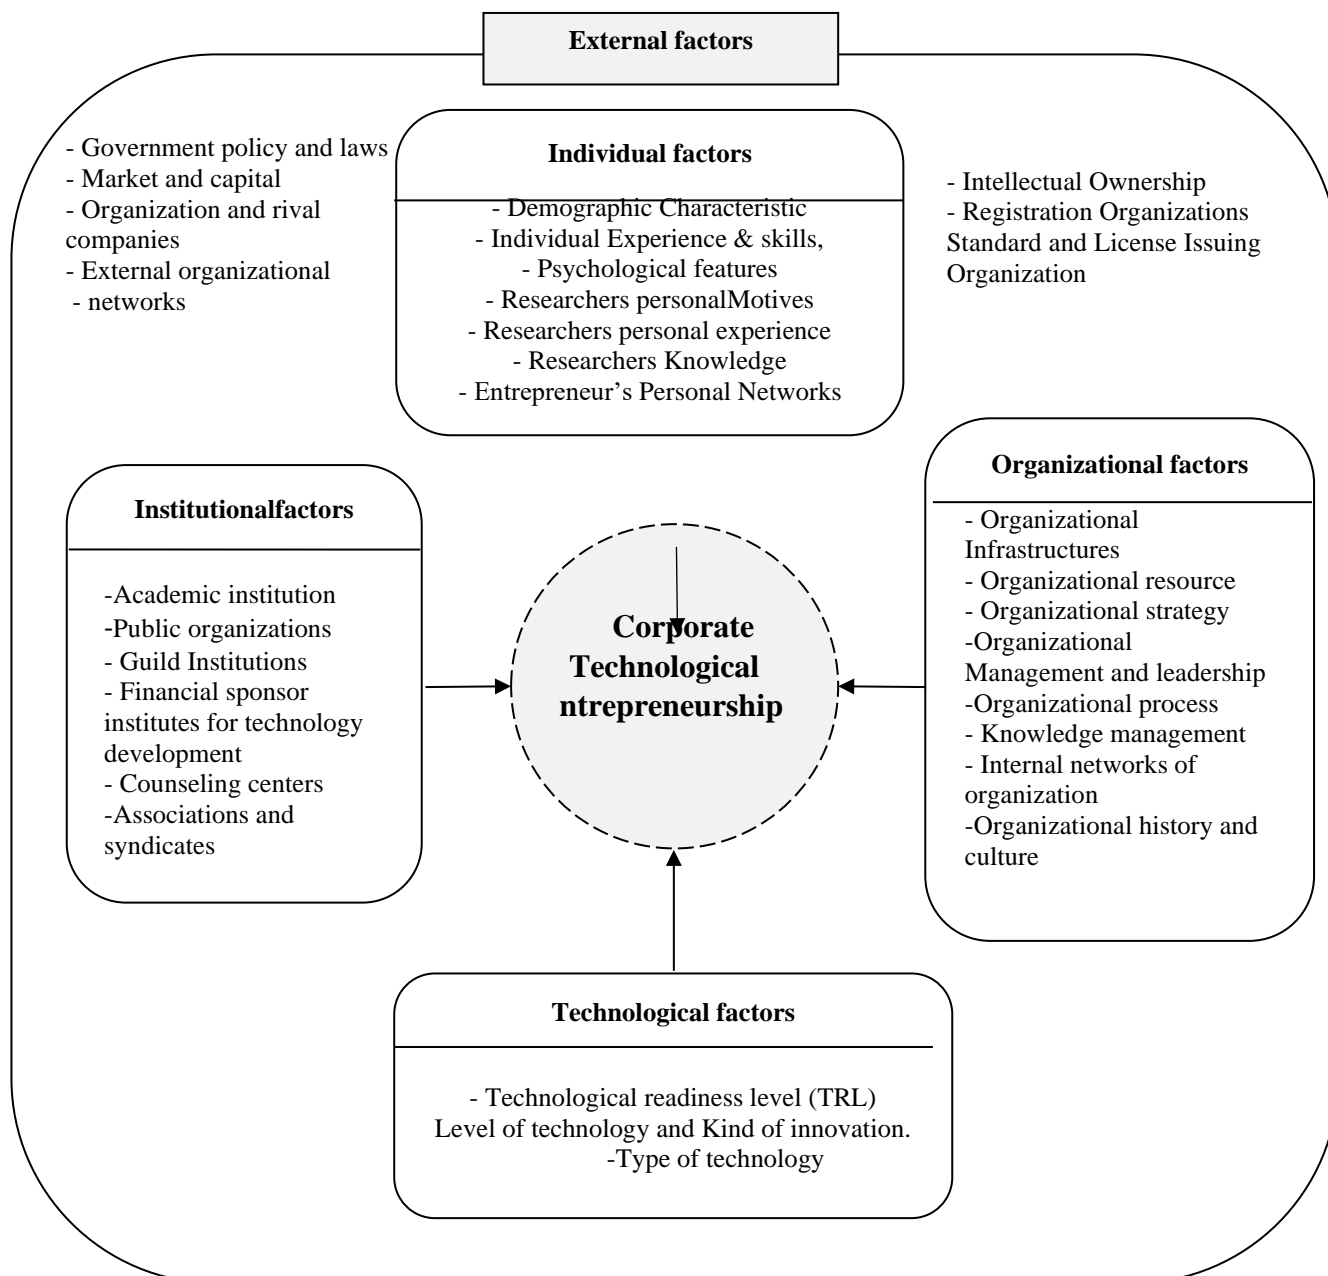 External factors
- Government policy and laws
- Market and capital
- Organization and rival
companies
- External organizational
- networks
Individual factors
- Demographic Characteristic
- Individual Experience & skills,
- Psychological features
- Researchers personalMotives
- Researchers personal experience
- Researchers Knowledge
- Entrepreneur’s Personal Networks
- Intellectual Ownership
- Registration Organizations
Standard and License Issuing
Organization
Institutionalfactors
-Academic institution
-Public organizations
- Guild Institutions
- Financial sponsor
institutes for technology
development
- Counseling centers
-Associations and
syndicates
Corporate
Technological
ntrepreneurship
Organizational factors
- Organizational
Infrastructures
- Organizational resource
- Organizational strategy
-Organizational
Management and leadership
-Organizational process
- Knowledge management
- Internal networks of
organization
-Organizational history and
culture
Technological factors
- Technological readiness level (TRL)
Level of technology and Kind of innovation.
-Type of technology